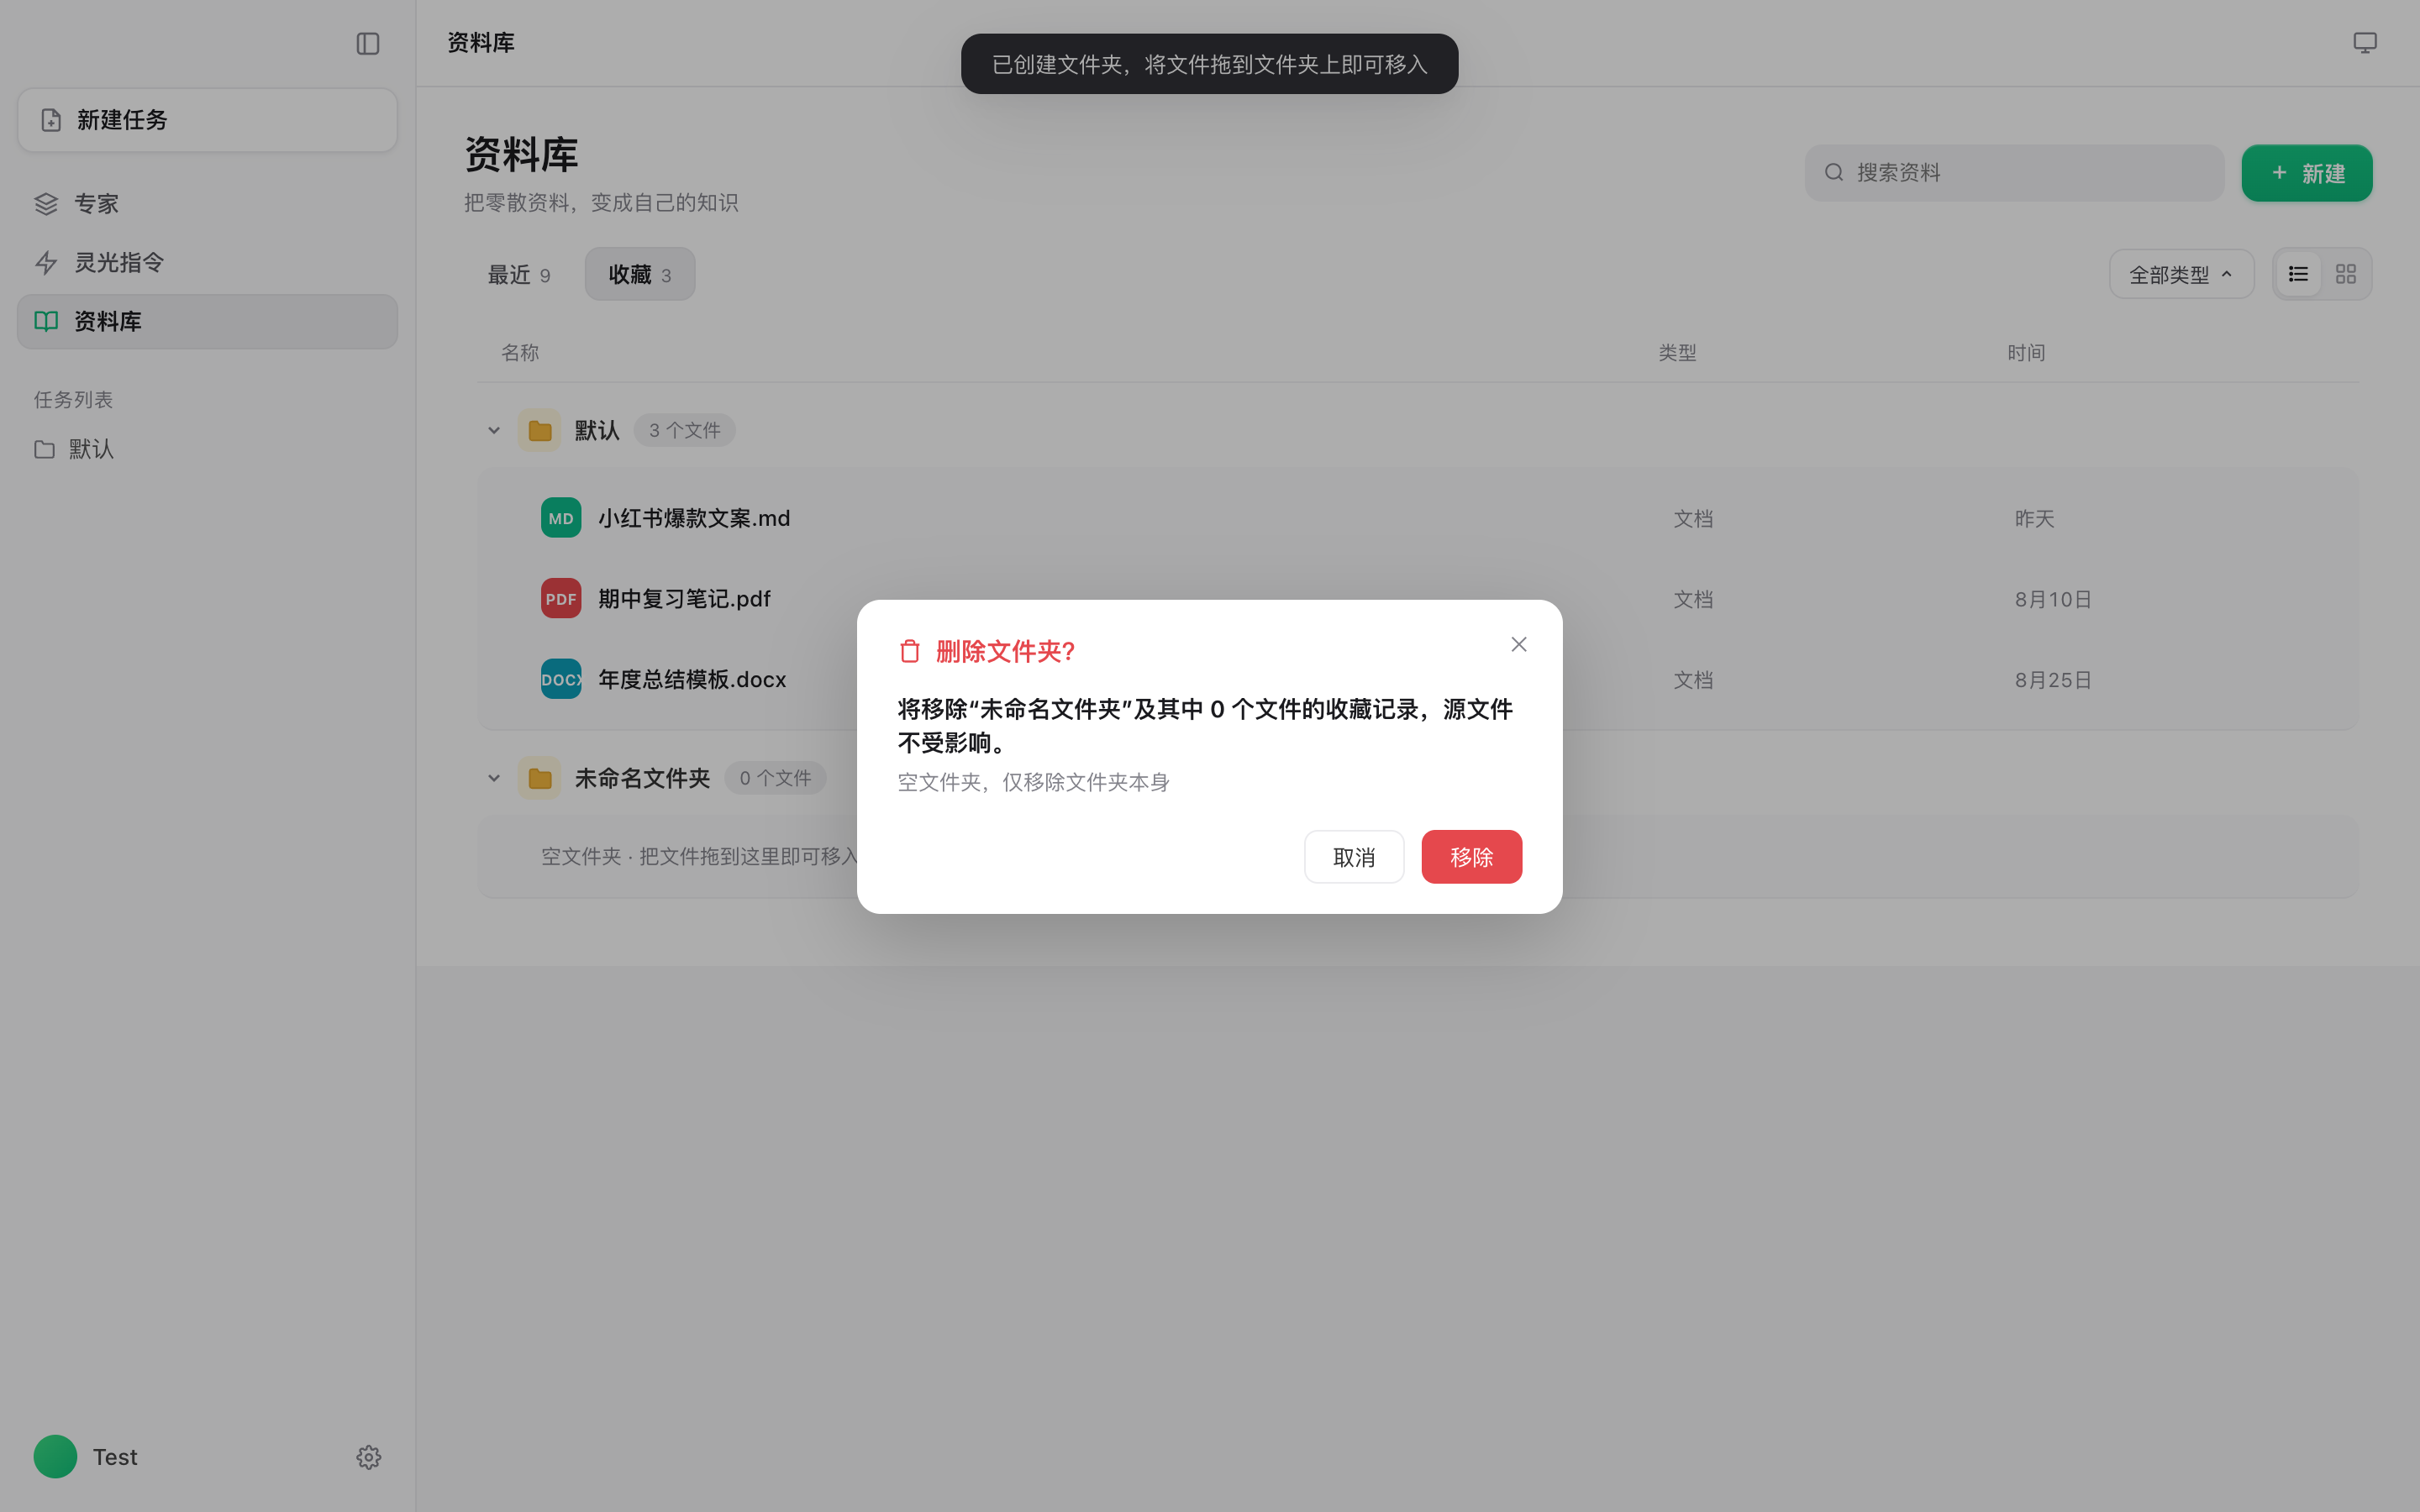 资料库
已创建文件夹，将文件拖到文件夹上即可移入
新建任务
专家
灵光指令
资料库
任务列表
默认
资料库
把零散资料，变成自己的知识
搜索资料
+ 新建
最近 9
收藏 3
全部类型
名称 类型 时间
默认 3 个文件
MD 小红书爆款文案.md 文档 昨天
PDF 期中复习笔记.pdf 文档 8月10日
DOCX 年度总结模板.docx 文档 8月25日
未命名文件夹 0 个文件
空文件夹 · 把文件拖到这里即可移入
删除文件夹?
将移除“未命名文件夹”及其中 0 个文件的收藏记录，源文件
不受影响。
空文件夹，仅移除文件夹本身
取消 移除
Test